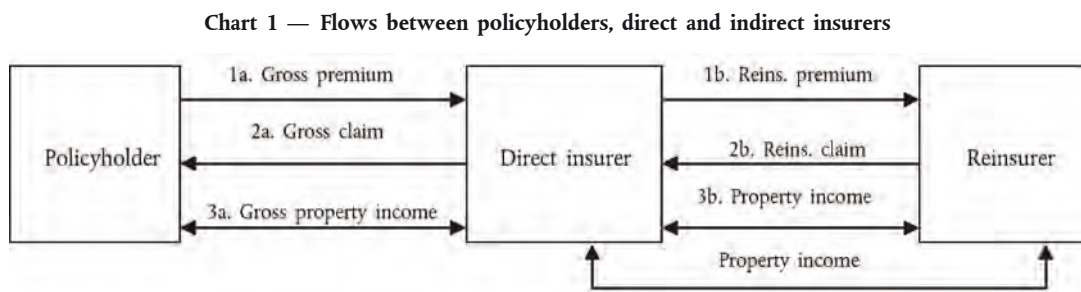 Chart 1 — Flows between policyholders, direct and indirect insurers
1a. Gross premium
1b. Reins. premium
2a. Gross claim
Policyholder
Direct insurer
2b. Reins. claim
Reinsurer
3a. Gross property income
3b. Property income
Property income